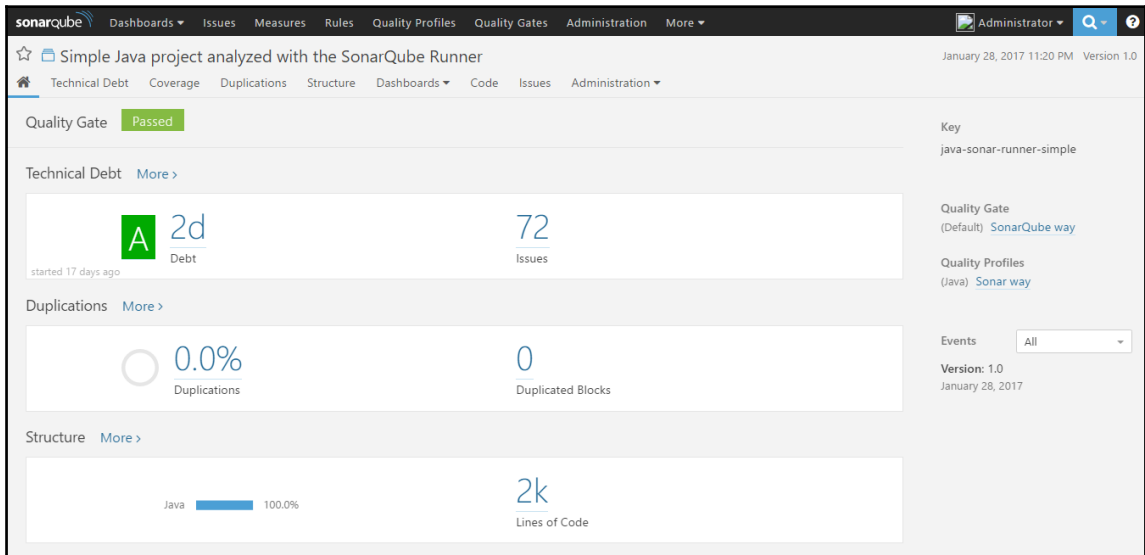 sonarqube Dashboards Issues Measures Rules Quality Profiles Quality Gates Administration More Administrator ?
Simple Java project analyzed with the SonarQube Runner January 28, 2017 11:20 PM Version 1.0
Technical Debt Coverage Duplications Structure Dashboards Code Issues Administration
Quality Gate Passed
Technical Debt More >
A 2d 72
Debt Issues
started 17 days ago
Duplications More >
0.0% 0
Duplications Duplicated Blocks
Structure More >
Java 100.0% 2k
Lines of Code
Key
java-sonar-runner-simple
Quality Gate
(Default) SonarQube way
Quality Profiles
(Java) Sonar way
Events All
Version: 1.0
January 28, 2017